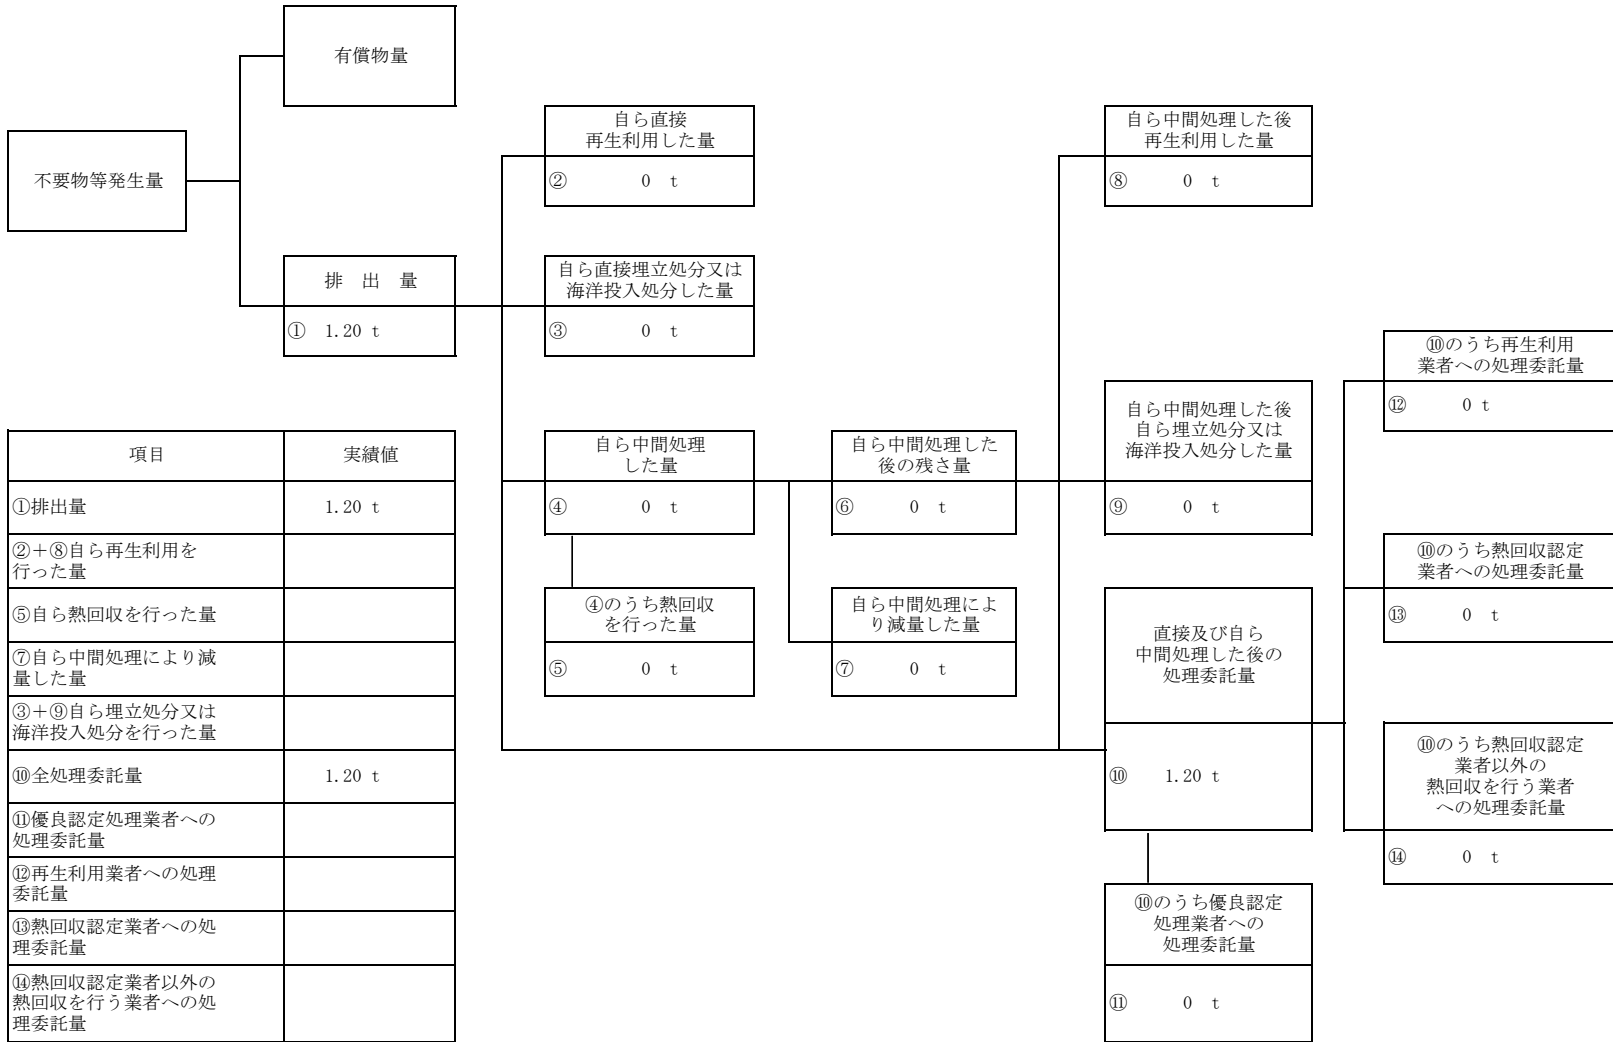 有償物量
不要物等発生量
排　出　量
① 1.20 t
自ら直接
再生利用した量
② 0 t
自ら直接埋立処分又は
海洋投入処分した量
③ 0 t
自ら中間処理
した量
④ 0 t
④のうち熱回収
を行った量
⑤ 0 t
自ら中間処理した
後の残さ量
⑥ 0 t
自ら中間処理によ
り減量した量
⑦ 0 t
自ら中間処理した後
再生利用した量
⑧ 0 t
自ら中間処理した後
自ら埋立処分又は
海洋投入処分した量
⑨ 0 t
直接及び自ら
中間処理した後の
処理委託量
⑩ 1.20 t
⑩のうち優良認定
処理業者への
処理委託量
⑪ 0 t
⑩のうち再生利用
業者への処理委託量
⑫ 0 t
⑩のうち熱回収認定
業者への処理委託量
⑬ 0 t
⑩のうち熱回収認定
業者以外の
熱回収を行う業者
への処理委託量
⑭ 0 t
項目 実績値
①排出量 1.20 t
②＋⑧自ら再生利用を
行った量
⑤自ら熱回収を行った量
⑦自ら中間処理により減
量した量
③＋⑨自ら埋立処分又は
海洋投入処分を行った量
⑩全処理委託量 1.20 t
⑪優良認定処理業者への
処理委託量
⑫再生利用業者への処理
委託量
⑬熱回収認定業者への処
理委託量
⑭熱回収認定業者以外の
熱回収を行う業者への処
理委託量